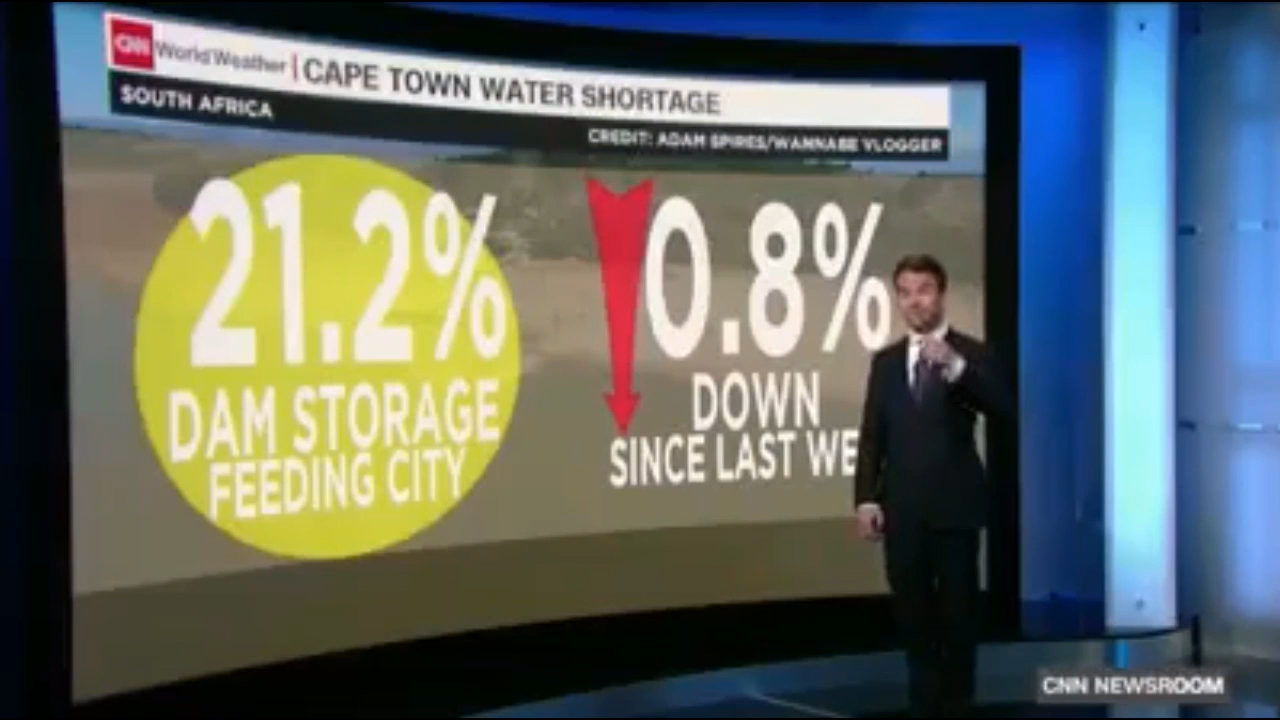 CNN World Weather | CAPE TOWN WATER SHORTAGE
SOUTH AFRICA
CREDIT: ADAM SPIRES/WANNABE VLOGGER
21.2%
DAM STORAGE
FEEDING CITY
0.8%
DOWN
SINCE LAST WE
CNN NEWSROOM